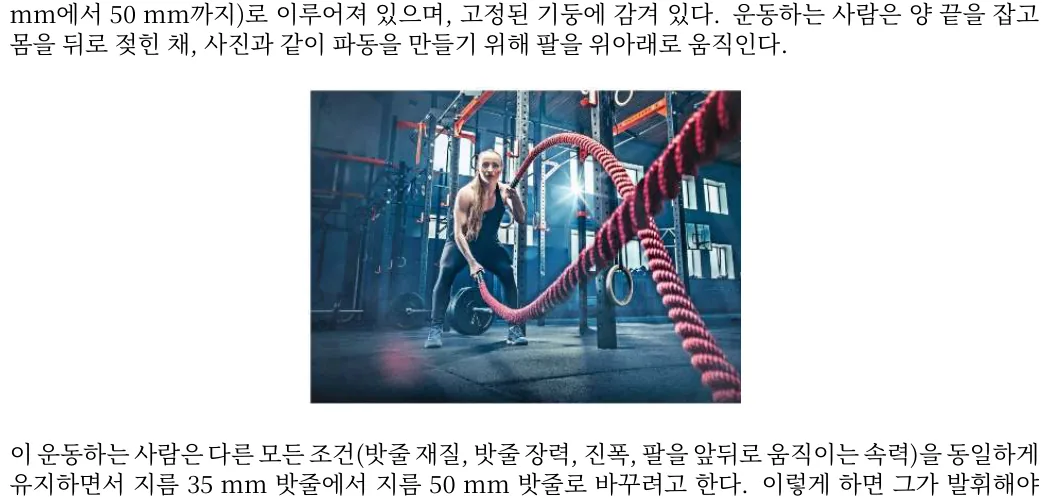 mm에서 50 mm까지)로 이루어져 있으며, 고정된 기둥에 감겨 있다. 운동하는 사람은 양 끝을 잡고
몸을 뒤로 젖힌 채, 사진과 같이 파동을 만들기 위해 팔을 위아래로 움직인다.
이 운동하는 사람은 다른 모든 조건(밧줄 재질, 밧줄 장력, 진폭, 팔을 앞뒤로 움직이는 속력)을 동일하게
유지하면서 지름 35 mm 밧줄에서 지름 50 mm 밧줄로 바꾸려고 한다. 이렇게 하면 그가 발휘해야